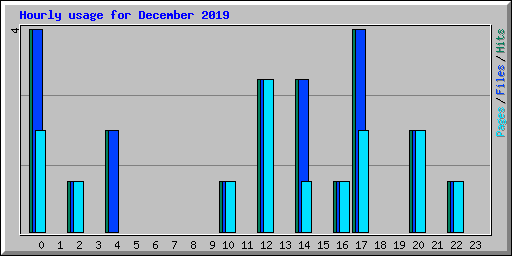 Hourly usage for December 2019
4
Pages/Files/Hits
0 1 2 3 4 5 6 7 8 9 10 11 12 13 14 15 16 17 18 19 20 21 22 23